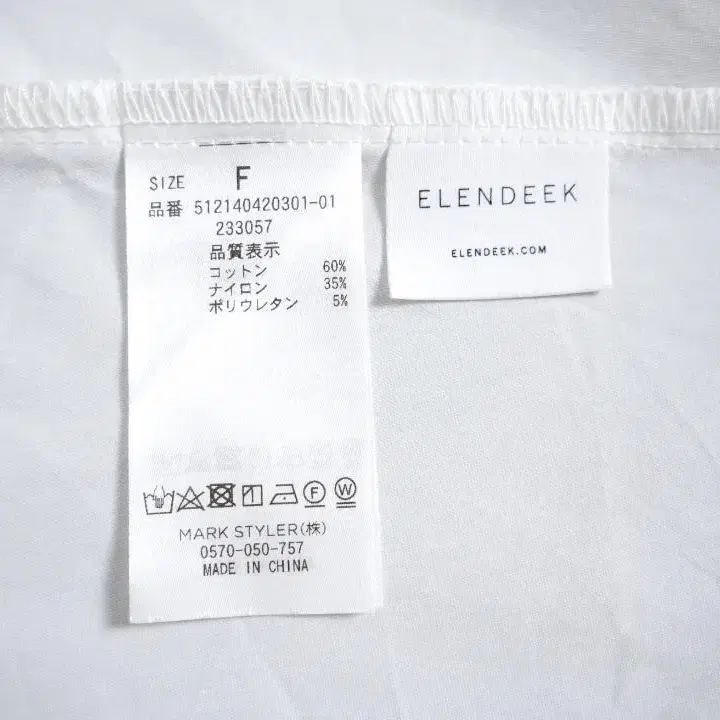 SIZE F
品番 512140420301-01
233057
品質表示
コットン 60%
ナイロン 35%
ポリウレタン 5%
F W
MARK STYLER(株)
0570-050-757
MADE IN CHINA
ELENDEEK
ELENDEEK.COM